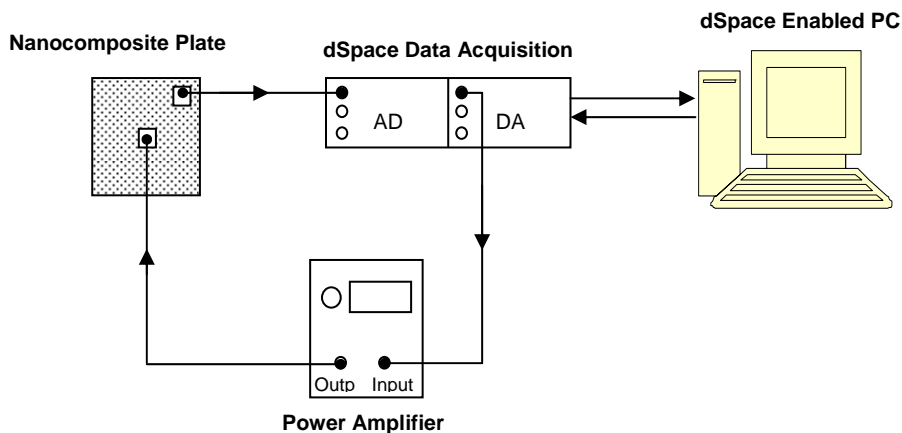 dSpace Enabled PC
Nanocomposite Plate
dSpace Data Acquisition
AD
DA
Outp
Input
Power Amplifier